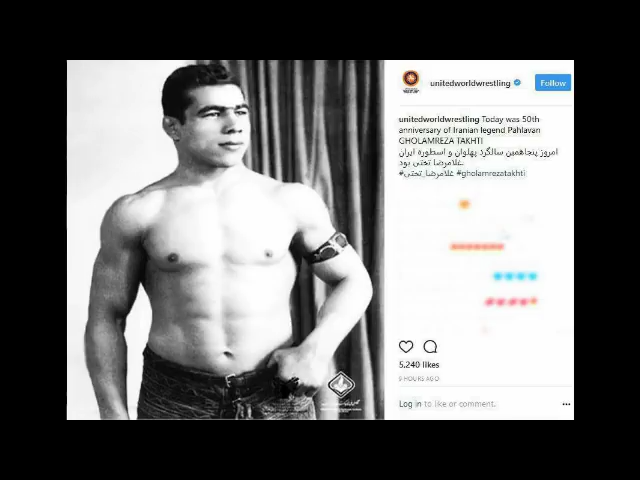 unitedworldwrestling
Follow
unitedworldwrestling Today was 50th
anniversary of Iranian legend Pahlavan
GHOLAMREZA TAKHTI
امروز پنجاهمین سالگرد پهلوان و اسطوره ایران
غلامرضا تختی بود.
#غلامرضا_تختی #gholamrezatakhti
5,240 likes
9 HOURS AGO
Log in to like or comment.